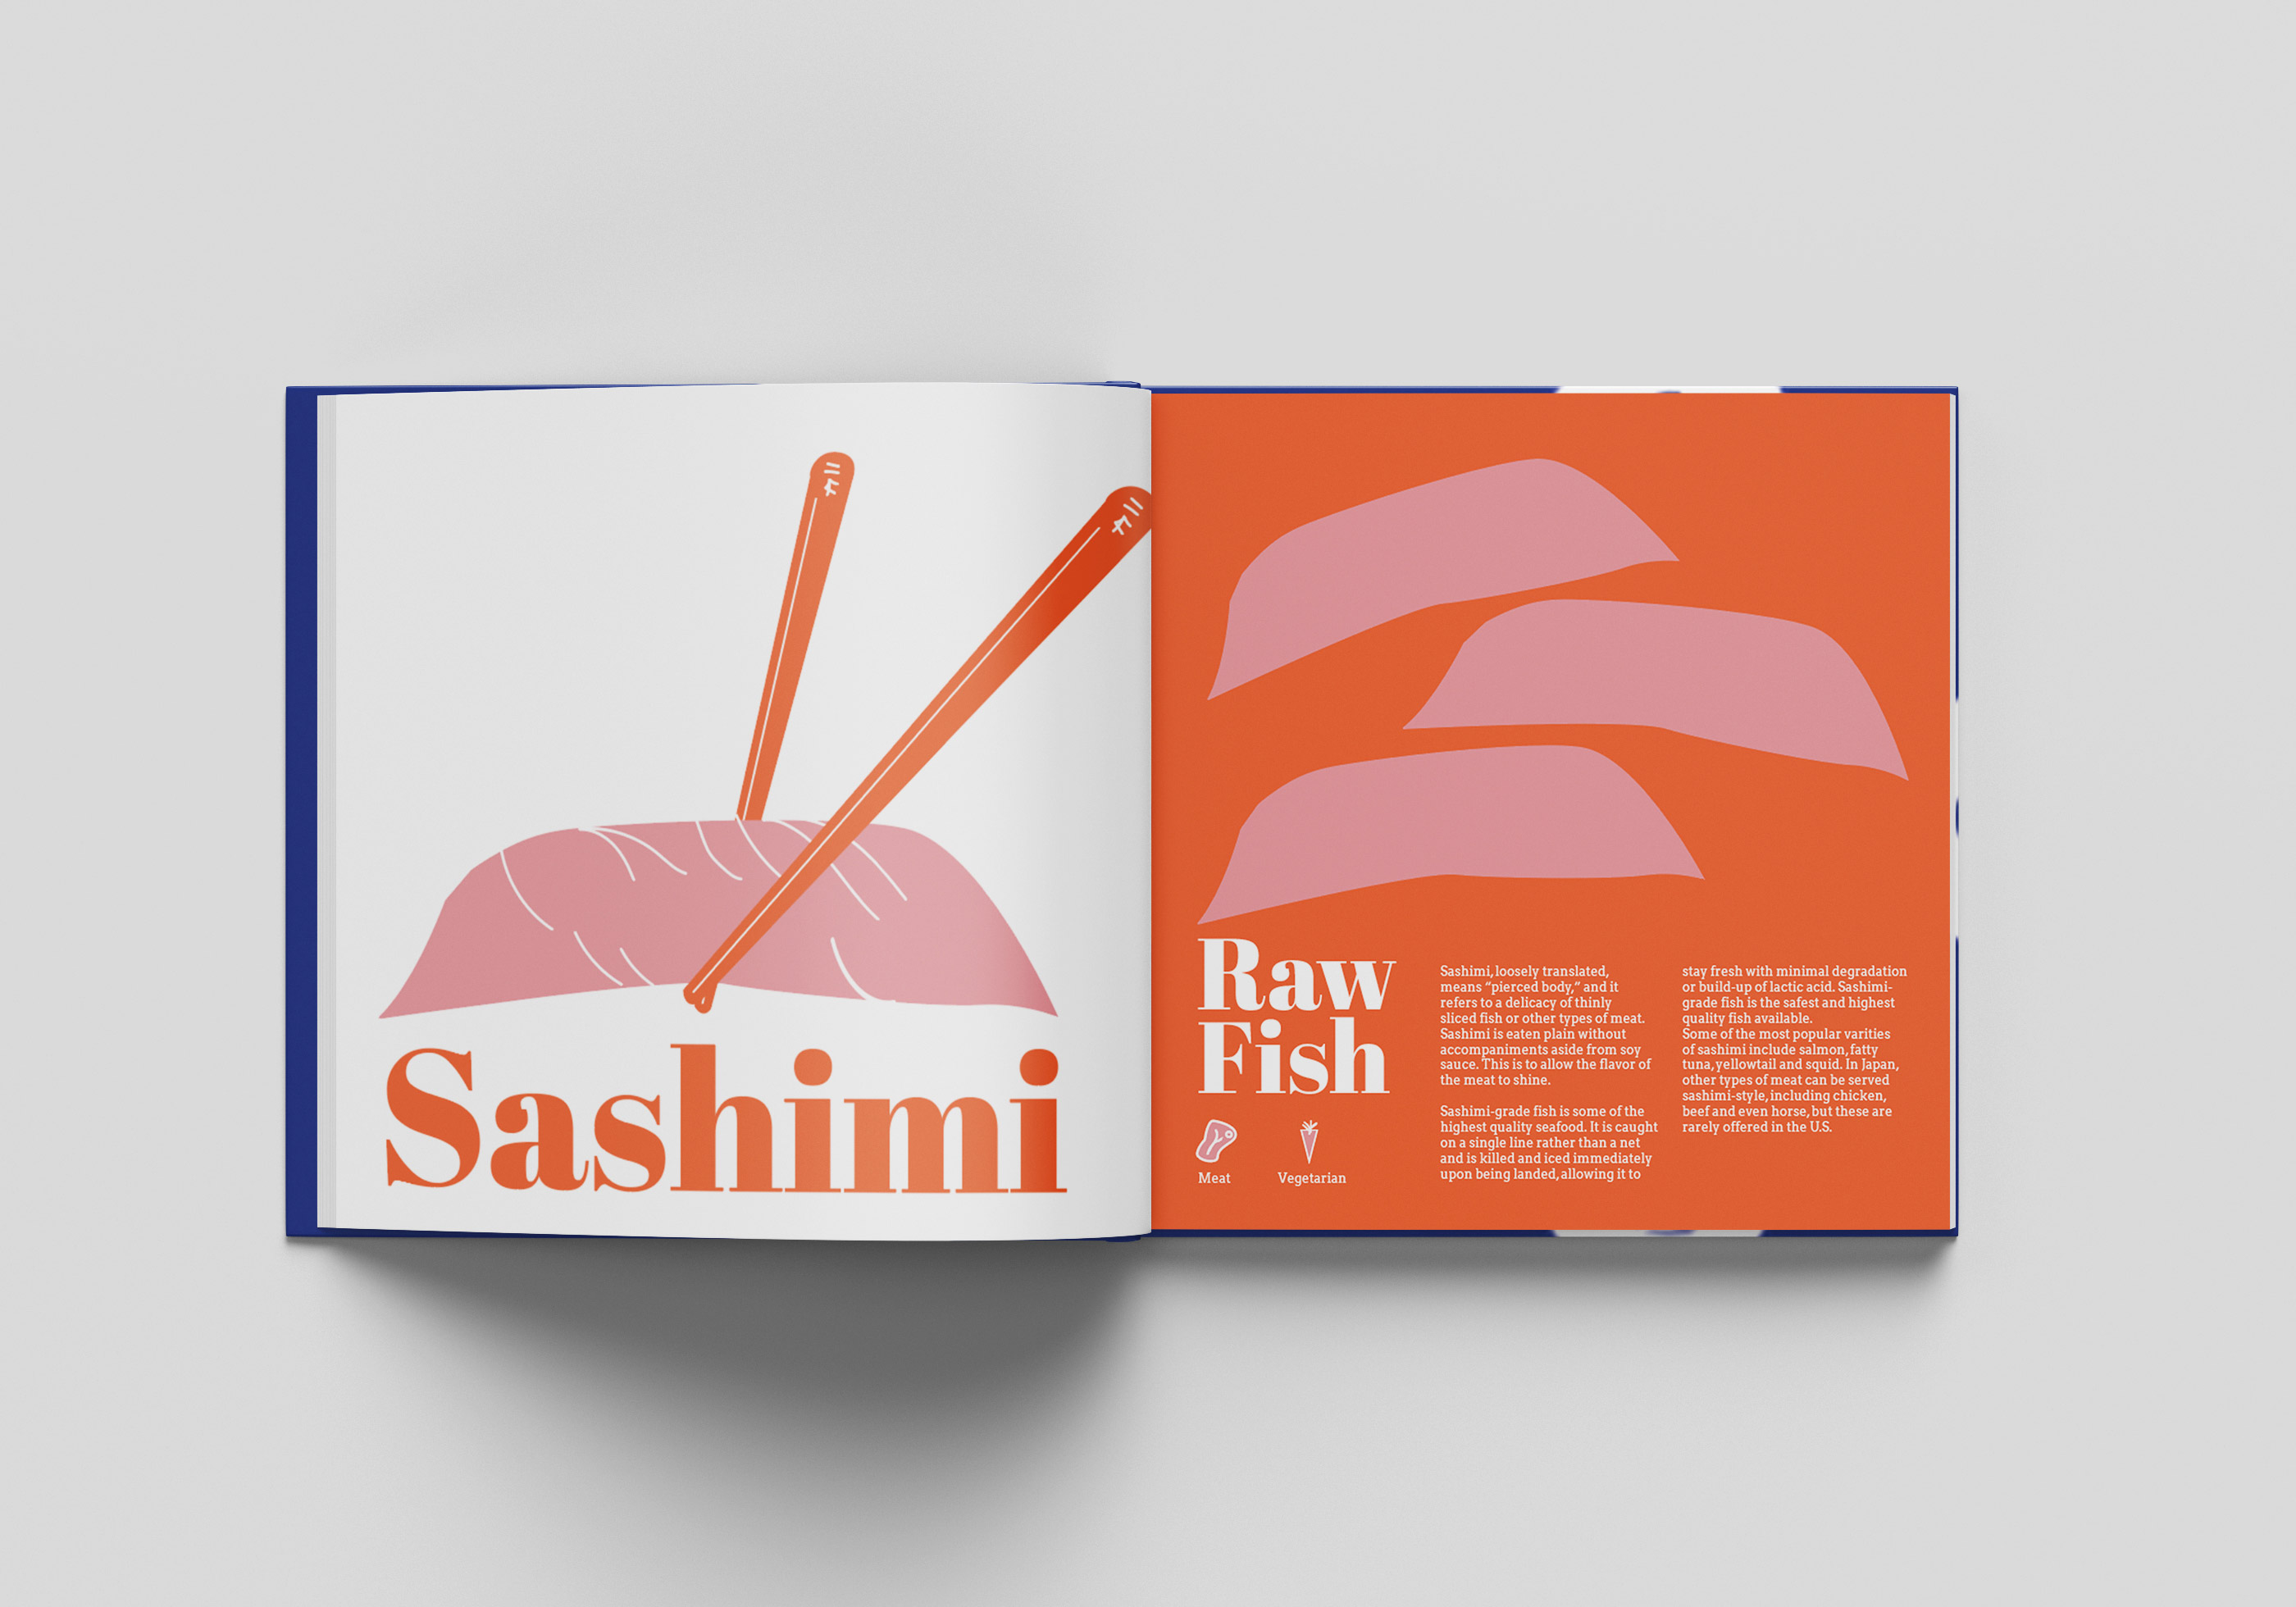 Sashimi
Raw
Fish
Meat
Vegetarian
Sashimi, loosely translated,
means “pierced body,” and it
refers to a delicacy of thinly
sliced fish or other types of meat.
Sashimi is eaten plain without
accompaniments aside from soy
sauce. This is to allow the flavor of
the meat to shine.
Sashimi-grade fish is some of the
highest quality seafood. It is caught
on a single line rather than a net
and is killed and iced immediately
upon being landed, allowing it to
stay fresh with minimal degradation
or build-up of lactic acid. Sashimi-
grade fish is the safest and highest
quality fish available.
Some of the most popular varities
of sashimi include salmon, fatty
tuna, yellowtail and squid. In Japan,
other types of meat can be served
sashimi-style, including chicken,
beef and even horse, but these are
rarely offered in the U.S.